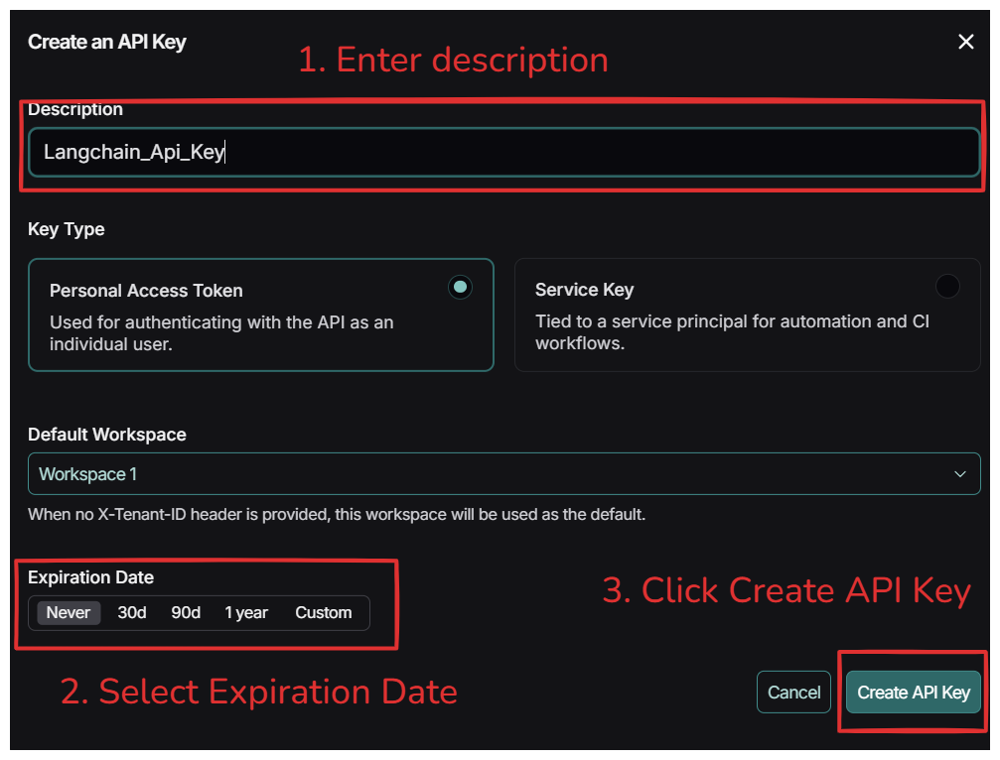 Create an API Key
1. Enter description
Description
Langchain_Api_Key
Key Type
Personal Access Token
Used for authenticating with the API as an
individual user.
Service Key
Tied to a service principal for automation and CI
workflows.
Default Workspace
Workspace 1
When no X-Tenant-ID header is provided, this workspace will be used as the default.
Expiration Date
Never 30d 90d 1 year Custom
3. Click Create API Key
2. Select Expiration Date
Cancel Create API Key